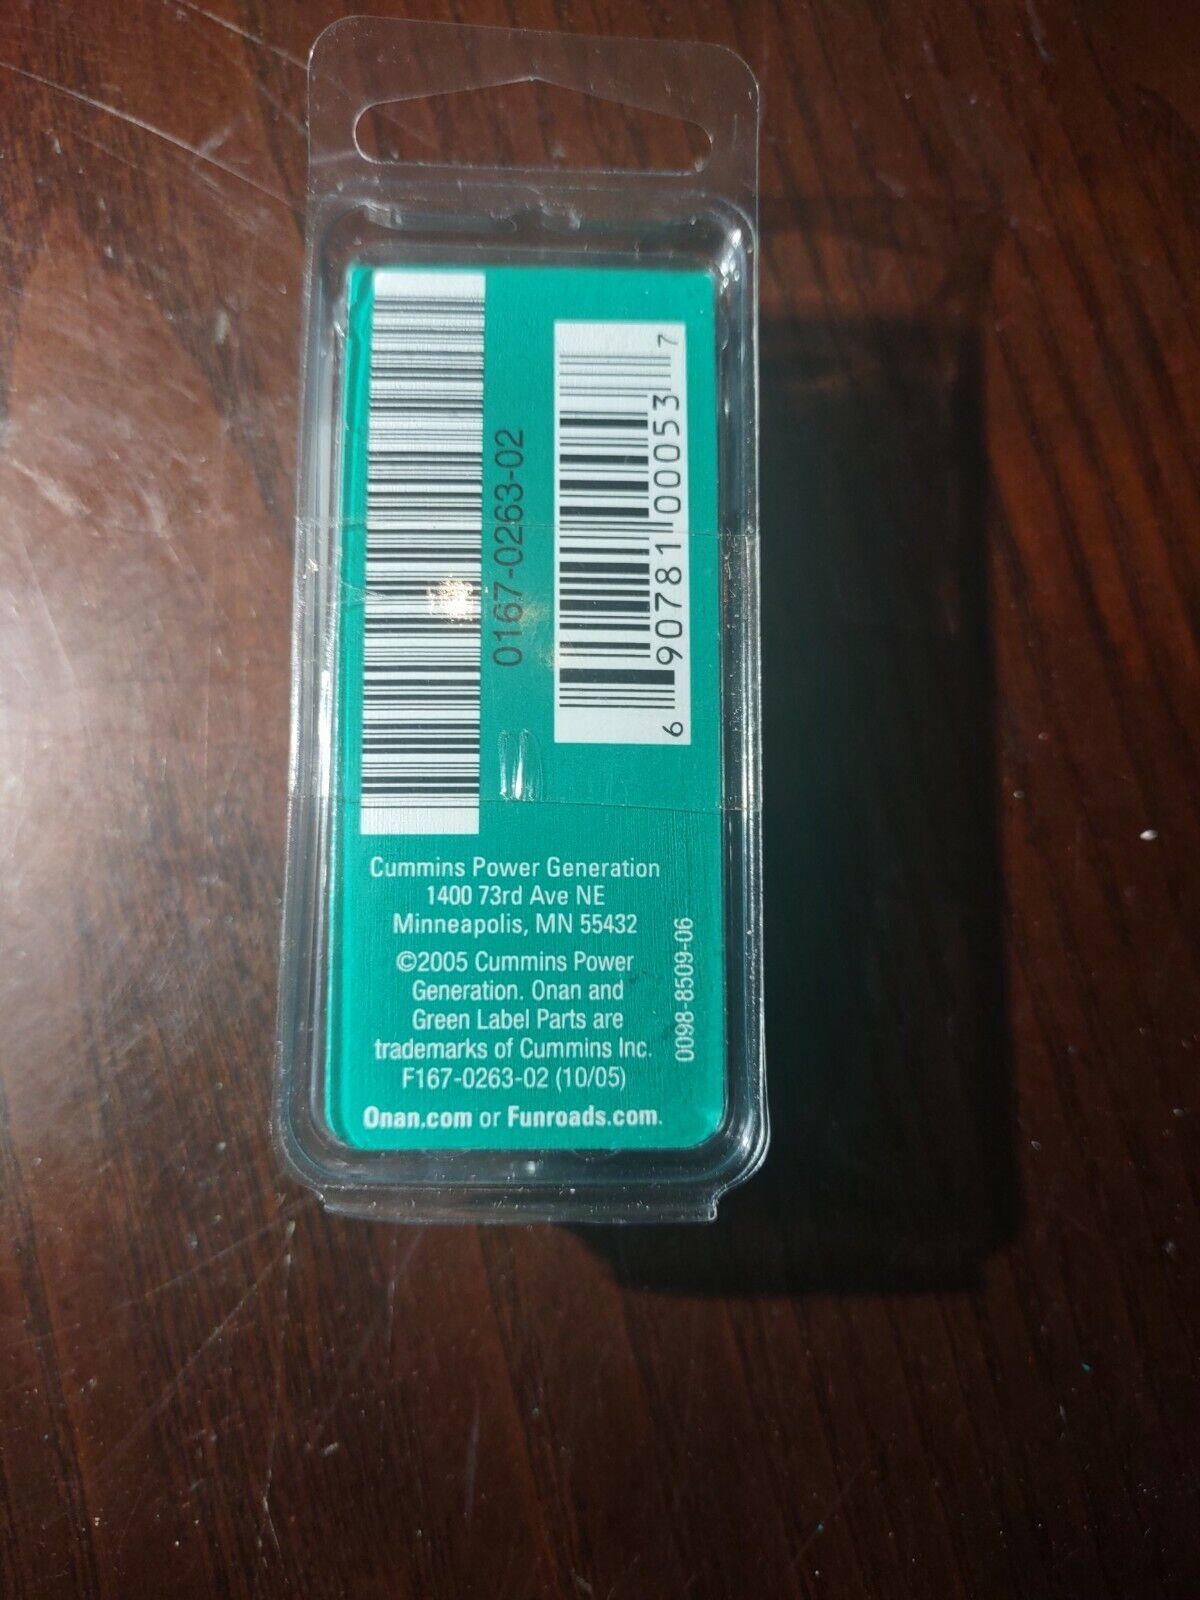 0167-0263-02
6 90781 00053 7
Cummins Power Generation
1400 73rd Ave NE
Minneapolis, MN 55432
©2005 Cummins Power
Generation. Onan and
Green Label Parts are
trademarks of Cummins Inc.
F167-0263-02 (10/05)
Onan.com or Funroads.com.
0098-8509-06